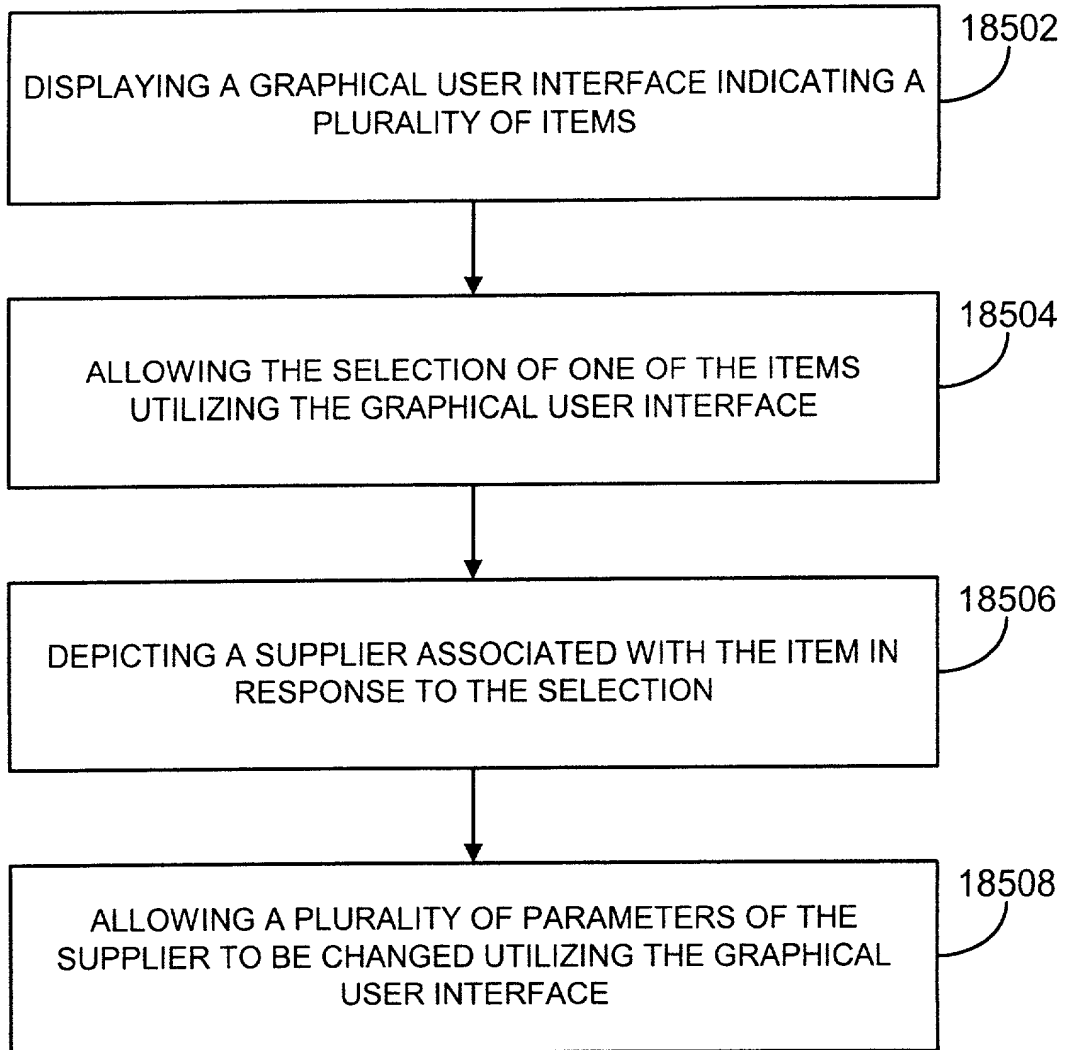 18502
DISPLAYING A GRAPHICAL USER INTERFACE INDICATING A
PLURALITY OF ITEMS
18504
ALLOWING THE SELECTION OF ONE OF THE ITEMS
UTILIZING THE GRAPHICAL USER INTERFACE
18506
DEPICTING A SUPPLIER ASSOCIATED WITH THE ITEM IN
RESPONSE TO THE SELECTION
18508
ALLOWING A PLURALITY OF PARAMETERS OF THE
SUPPLIER TO BE CHANGED UTILIZING THE GRAPHICAL
USER INTERFACE